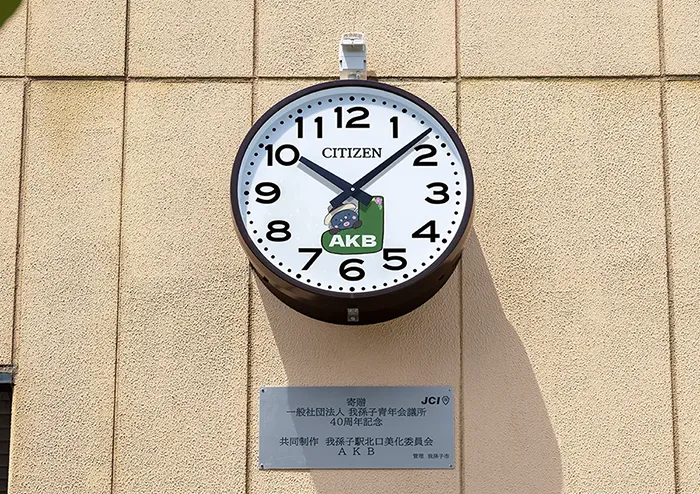 12
11 1
CITIZEN
10 2
9 3
8 4
AKB
7 5
6
寄贈 JCI
一般社団法人 我孫子青年会議所
40周年記念
共同制作 我孫子駅北口美化委員会
A K B
管理 我孫子市